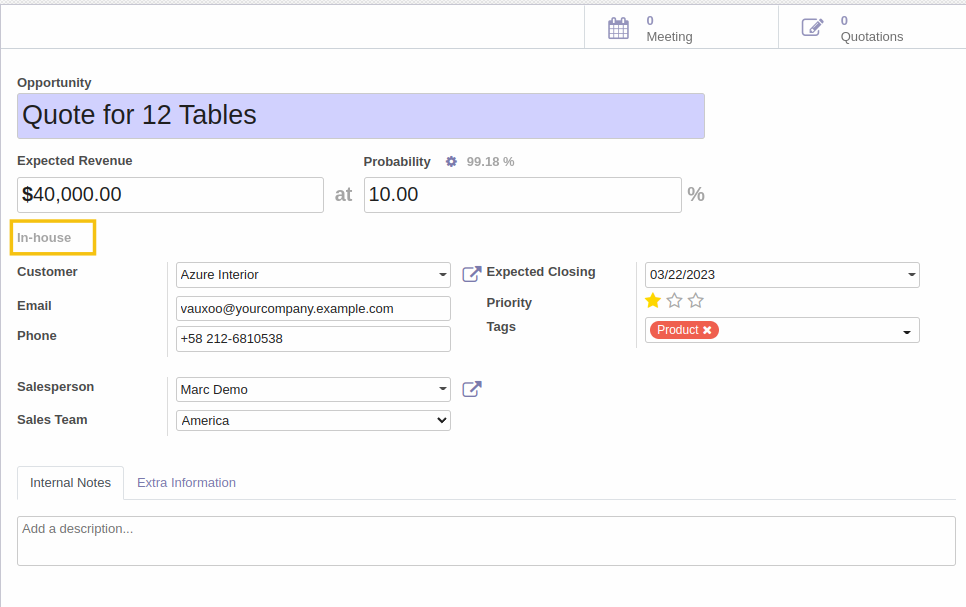 0
Meeting
0
Quotations
Opportunity
Quote for 12 Tables
Expected Revenue
Probability 99.18 %
$40,000.00 at 10.00 %
In-house
Customer
Azure Interior
Email
vauxoo@yourcompany.example.com
Phone
+58 212-6810538
Expected Closing
03/22/2023
Priority
Tags
Product ✖
Salesperson
Marc Demo
Sales Team
America
Internal Notes
Extra Information
Add a description...